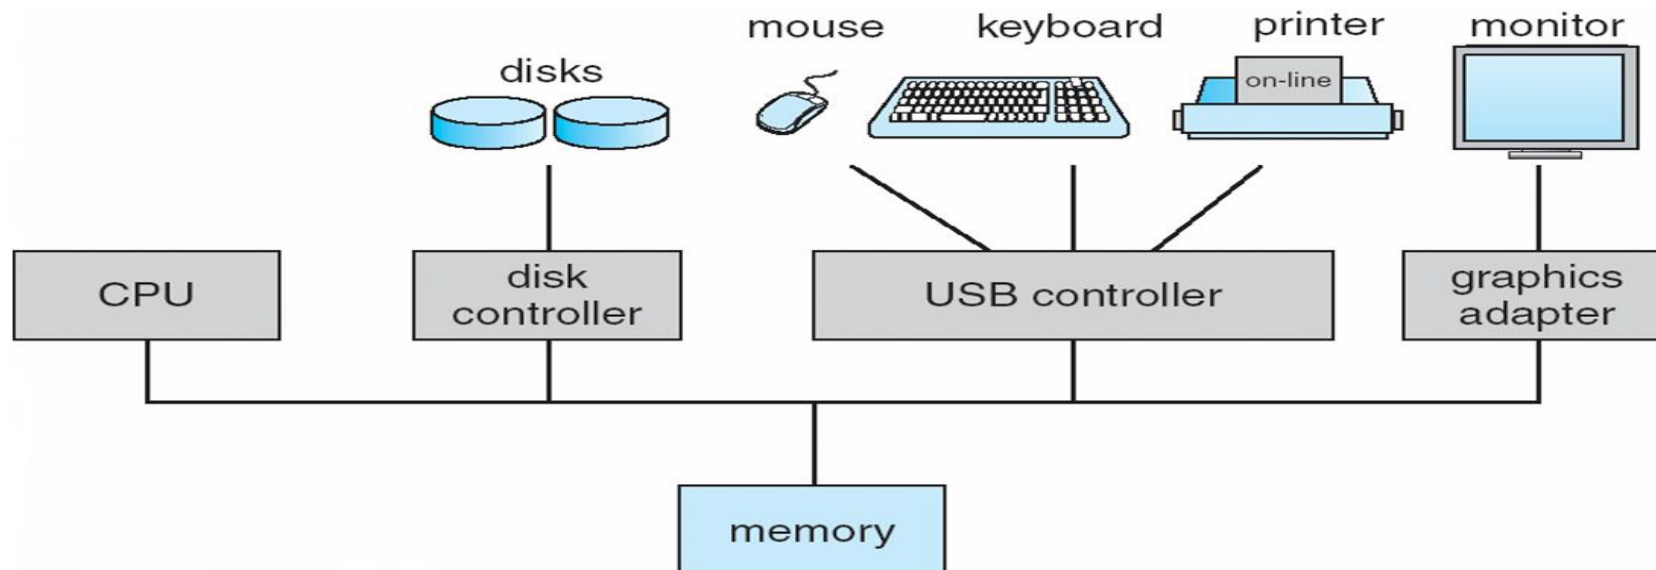 mouse
keyboard
printer
monitor
disks
on-line
CPU
disk
controller
USB controller
graphics
adapter
memory